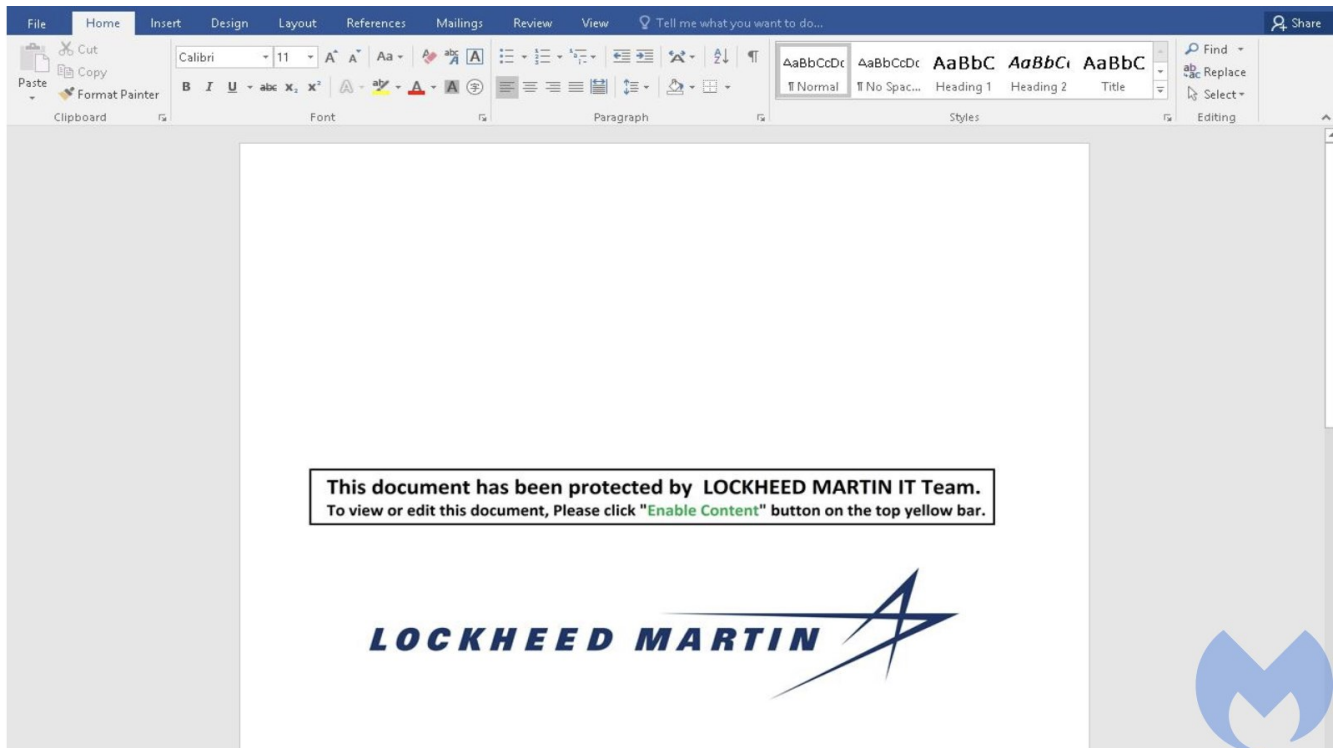 File Home Insert Design Layout References Mailings Review View Tell me what you want to do... Share
Cut
Copy
Paste
Format Painter
Clipboard
Calibri 11 Aa
B I U abc X₂ X²
Font
Paragraph
AaBbCcDc AaBbCcDc AaBbC AaBbCc AaBbC
¶ Normal ¶ No Spac... Heading 1 Heading 2 Title
Styles
Find
Replace
Select
Editing
This document has been protected by LOCKHEED MARTIN IT Team.
To view or edit this document, Please click "Enable Content" button on the top yellow bar.
LOCKHEED MARTIN